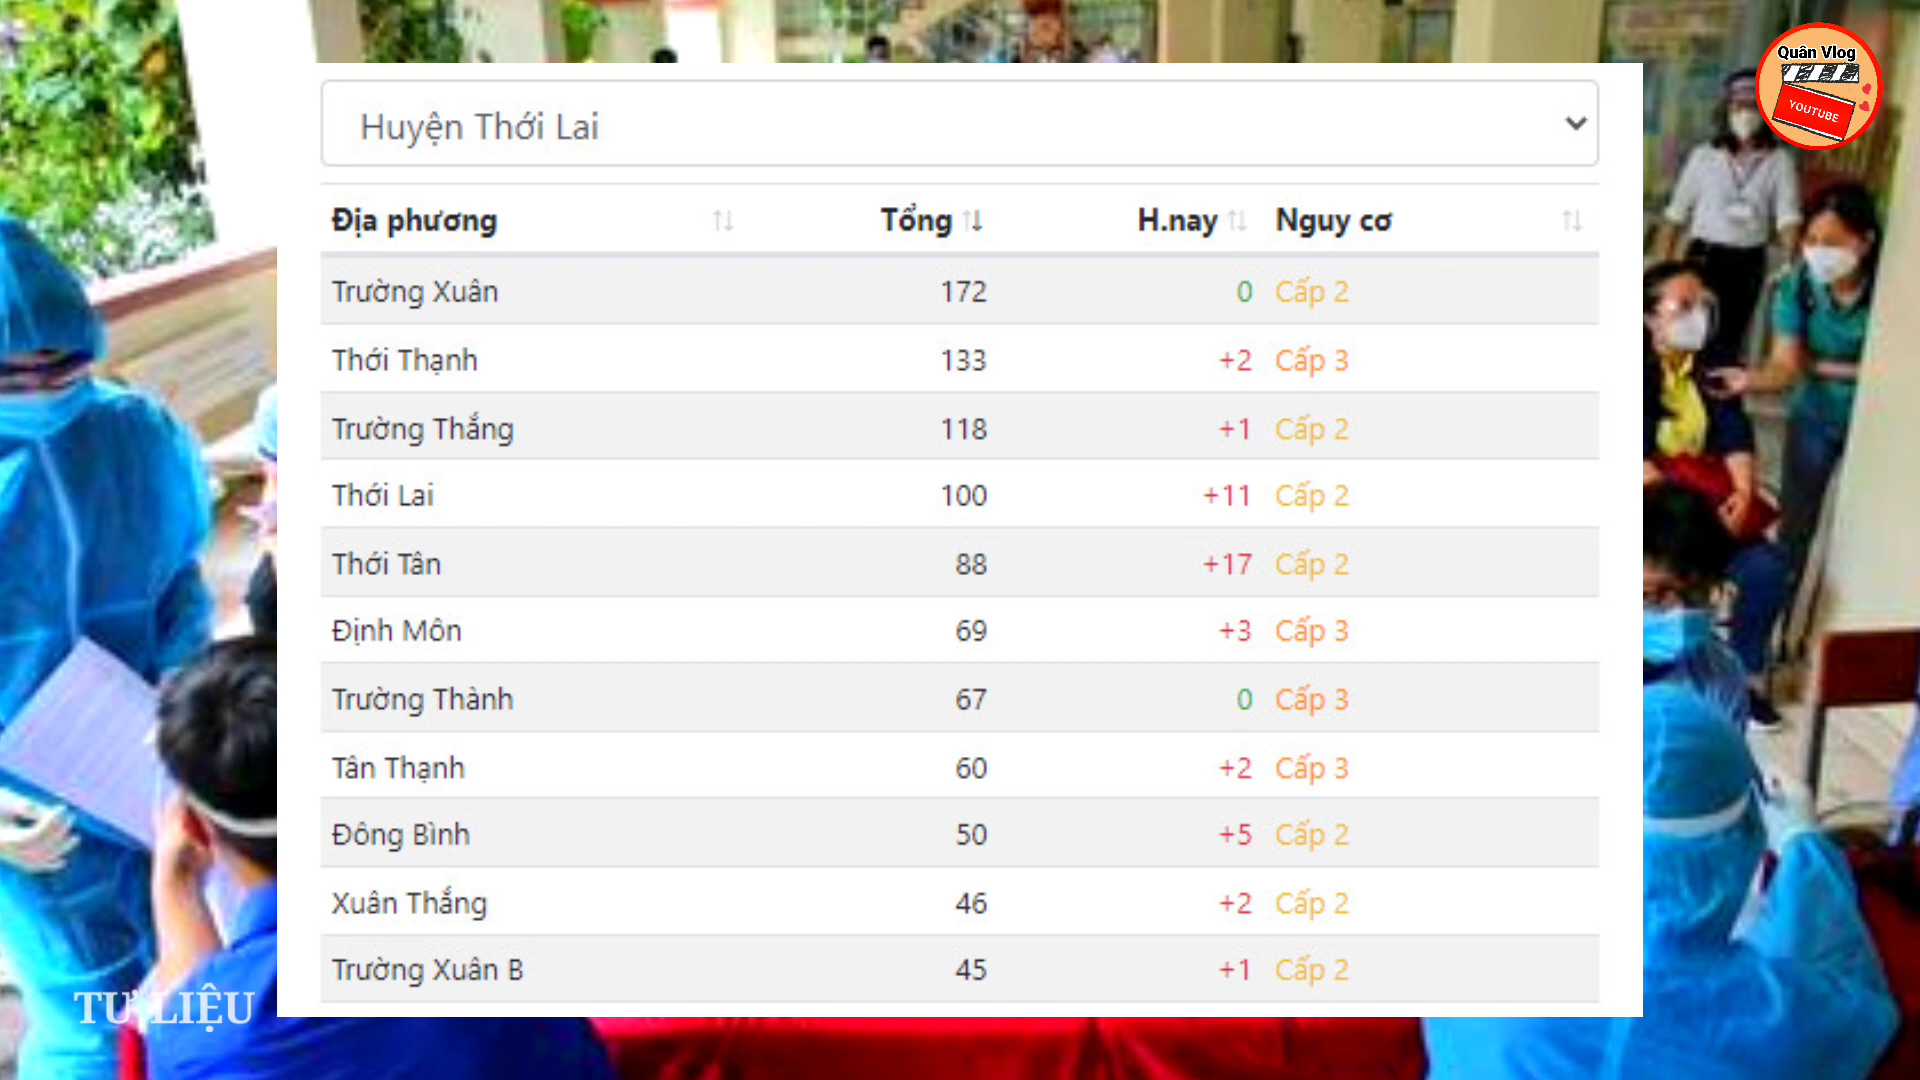 Quân Vlog
YOUTUBE
Huyện Thới Lai
Địa phương Tổng H.nay Nguy cơ
Trường Xuân 172 0 Cấp 2
Thới Thạnh 133 +2 Cấp 3
Trường Thắng 118 +1 Cấp 2
Thới Lai 100 +11 Cấp 2
Thới Tân 88 +17 Cấp 2
Định Môn 69 +3 Cấp 3
Trường Thành 67 0 Cấp 3
Tân Thạnh 60 +2 Cấp 3
Đông Bình 50 +5 Cấp 2
Xuân Thắng 46 +2 Cấp 2
Trường Xuân B 45 +1 Cấp 2
TƯ LIỆU